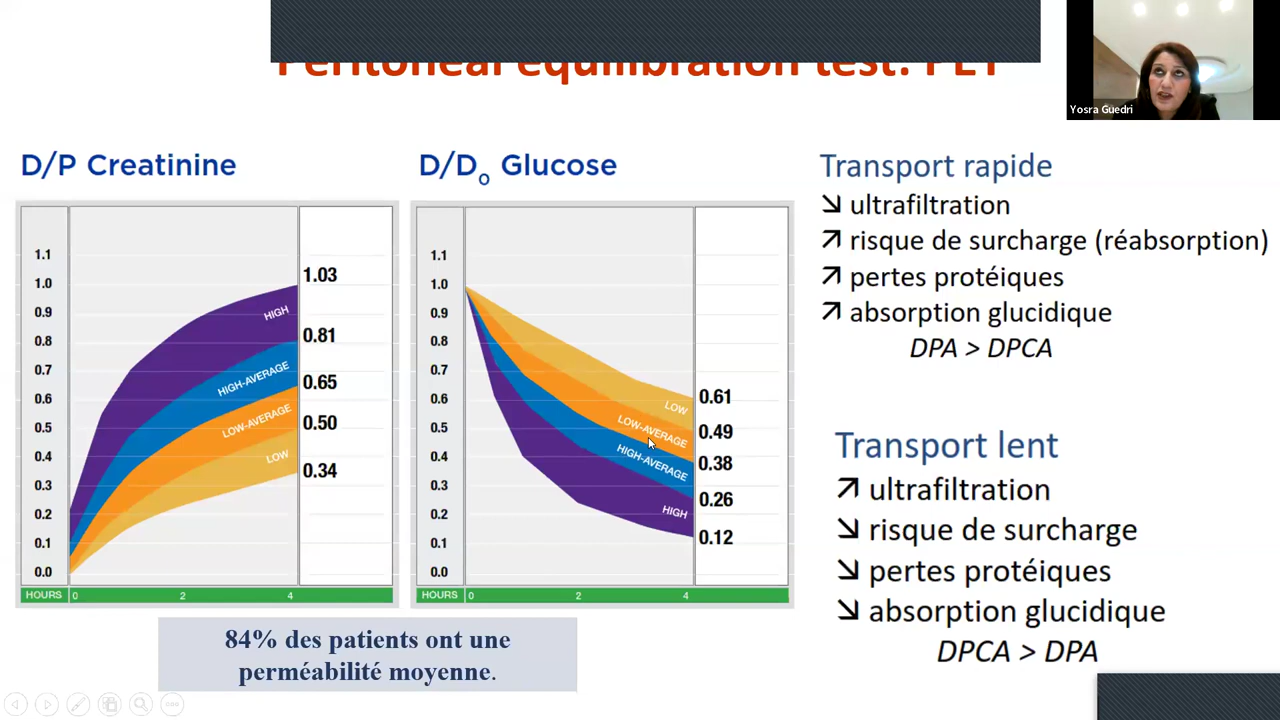 Peritoneal equilibration test: PET
Yosra Guedri
D/P Creatinine
1.1
1.0
0.9
0.8
0.7
0.6
0.5
0.4
0.3
0.2
0.1
0.0
HIGH
HIGH-AVERAGE
LOW-AVERAGE
LOW
1.03
0.81
0.65
0.50
0.34
HOURS 0 2 4
D/D₀ Glucose
1.1
1.0
0.9
0.8
0.7
0.6
0.5
0.4
0.3
0.2
0.1
0.0
LOW
LOW-AVERAGE
HIGH-AVERAGE
HIGH
0.61
0.49
0.38
0.26
0.12
HOURS 0 2 4
84% des patients ont une
perméabilité moyenne.
Transport rapide
↘ ultrafiltration
↗ risque de surcharge (réabsorption)
↗ pertes protéiques
↗ absorption glucidique
DPA > DPCA
Transport lent
↗ ultrafiltration
↘ risque de surcharge
↘ pertes protéiques
↘ absorption glucidique
DPCA > DPA